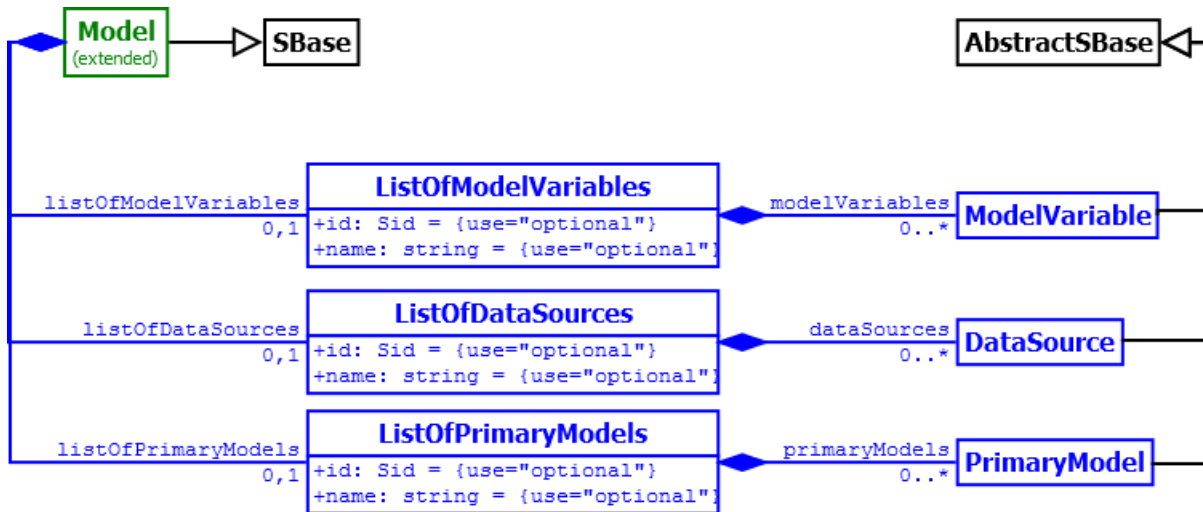 Model
(extended)
SBase
AbstractSBase
listOfModelVariables
0,1
ListOfModelVariables
+id: Sid = {use="optional"}
+name: string = {use="optional"}
modelVariables
0..*
ModelVariable
listOfDataSources
0,1
ListOfDataSources
+id: Sid = {use="optional"}
+name: string = {use="optional"}
dataSources
0..*
DataSource
listOfPrimaryModels
0,1
ListOfPrimaryModels
+id: Sid = {use="optional"}
+name: string = {use="optional"}
primaryModels
0..*
PrimaryModel